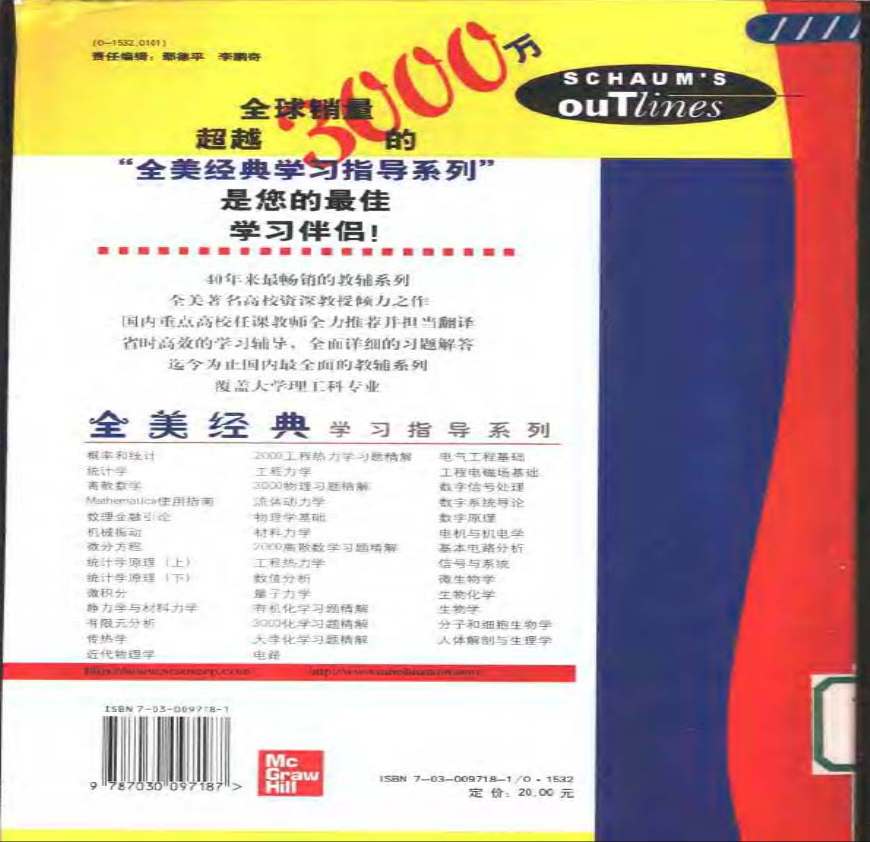 (O-1532.0101)
责任编辑：鄢德平 李鹏奇
SCHAUM'S
ouTlines
全球销量
超越3000万的
“全美经典学习指导系列”
是您的最佳
学习伴侣!
40年来最畅销的教辅系列
全美著名高校资深教授倾力之作
国内重点高校任课教师全力推荐并担当翻译
省时高效的学习辅导，全面详细的习题解答
迄今为止国内最全面的教辅系列
覆盖大学理工科专业
全美经典学习指导系列
概率和统计
统计学
离散数学
Mathematica使用指南
数理金融引论
机械振动
微分方程
统计学原理（上）
统计学原理（下）
微积分
静力学与材料力学
有限元分析
传热学
近代物理学
2000工程热力学习题精解
工程力学
3000物理习题精解
流体动力学
物理学基础
材料力学
2000离散数学习题精解
工程热力学
数值分析
量子力学
有机化学习题精解
3000化学习题精解
大学化学习题精解
电路
电气工程基础
工程电磁场基础
数字信号处理
数字系统导论
数字原理
电机与机电学
基本电路分析
信号与系统
微生物学
生物化学
生物学
分子和细胞生物学
人体解剖与生理学
ISBN 7-03-009718-1
9 787030 097187 >
Mc
Graw
Hill
ISBN 7-03-009718-1/O·1532
定 价: 20.00 元